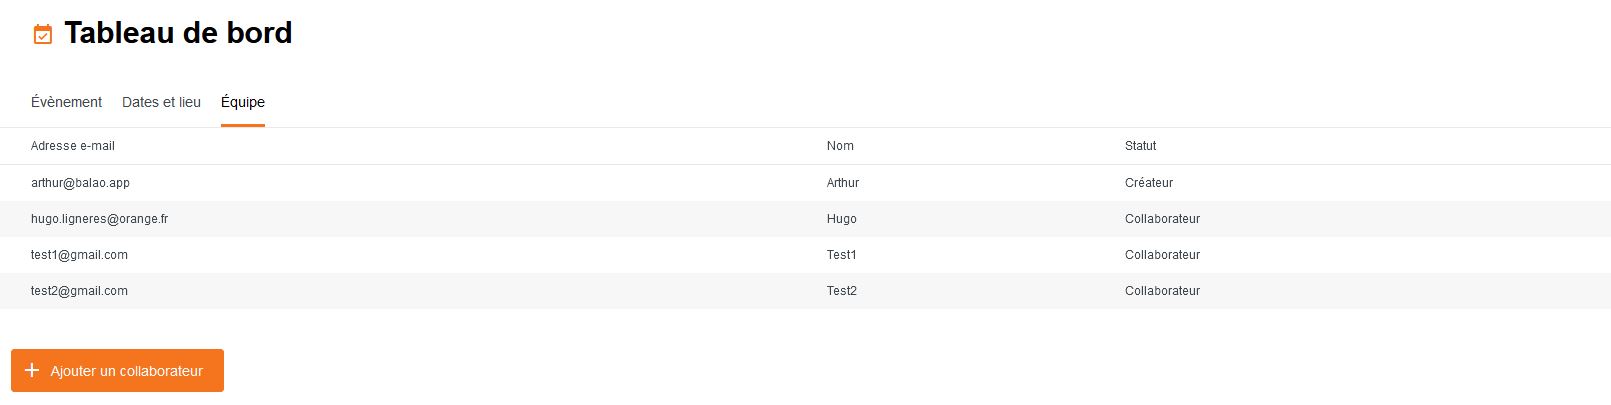 Tableau de bord
Évènement Dates et lieu Équipe
Adresse e-mail Nom Statut
arthur@balao.app Arthur Créateur
hugo.ligneres@orange.fr Hugo Collaborateur
test1@gmail.com Test1 Collaborateur
test2@gmail.com Test2 Collaborateur
Ajouter un collaborateur